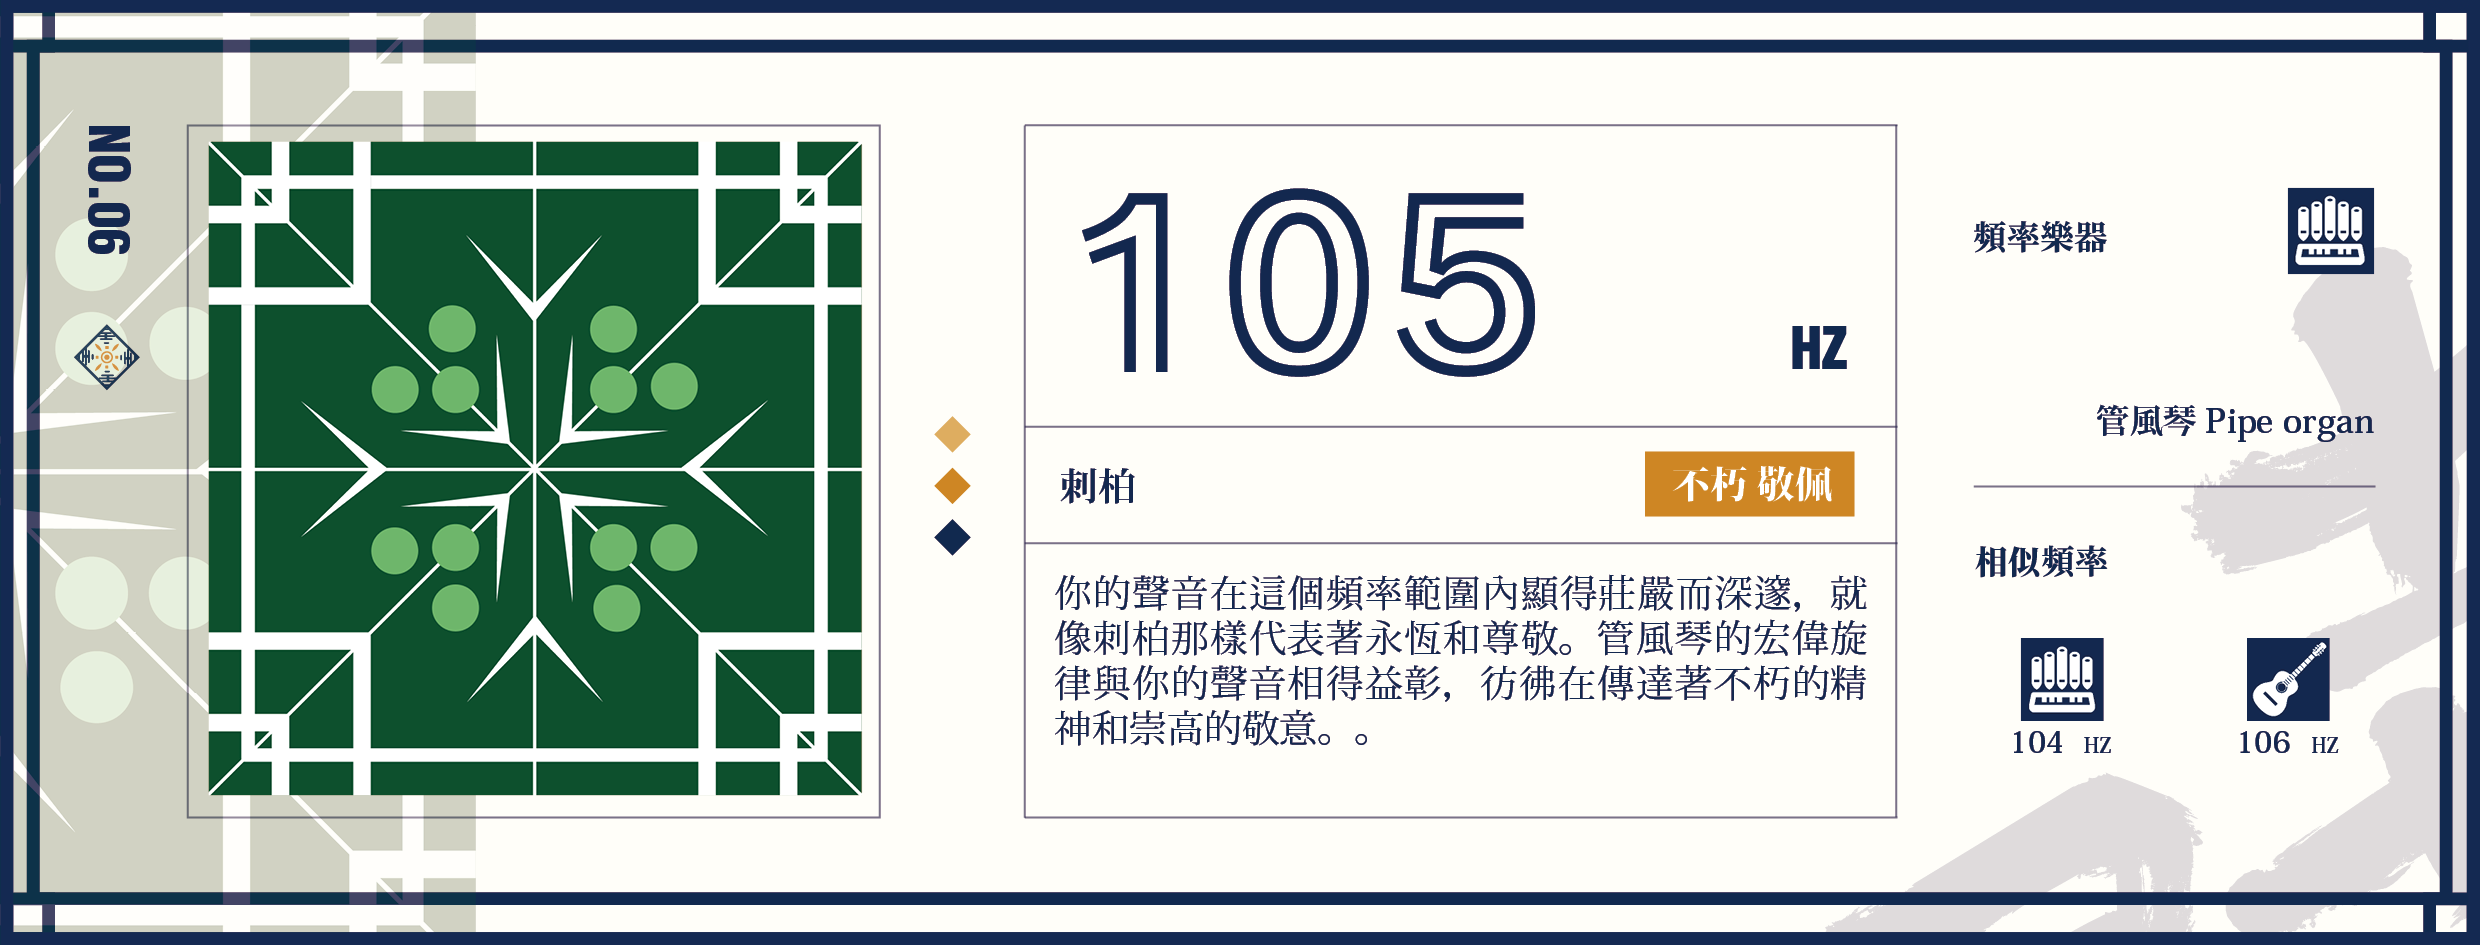 NO.06
105
HZ
刺柏
不朽 敬佩
你的聲音在這個頻率範圍內顯得莊嚴而深邃，就
像刺柏那樣代表著永恆和尊敬。管風琴的宏偉旋
律與你的聲音相得益彰，彷彿在傳達著不朽的精
神和崇高的敬意。。
頻率樂器
管風琴 Pipe organ
相似頻率
104 HZ
106 HZ